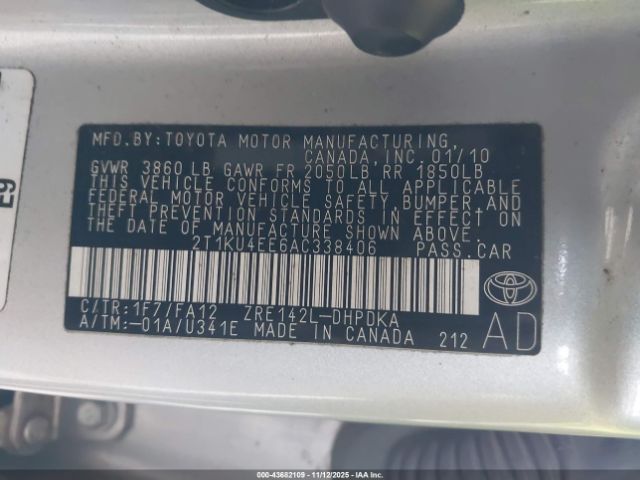 MFD. BY: TOYOTA MOTOR MANUFACTURING,
CANADA, INC. 01/10
GVWR 3860 LB GAWR FR 2050LB RR 1850LB
THIS VEHICLE CONFORMS TO ALL APPLICABLE
FEDERAL MOTOR VEHICLE SAFETY, BUMPER, AND
THEFT PREVENTION STANDARDS IN EFFECT ON
THE DATE OF MANUFACTURE SHOWN ABOVE.
2T1KU4EE6AC338406 PASS. CAR
C/TR: 1F7/FA12 ZRE142L-DHPDKA
A/TM: -01A/U341E MADE IN CANADA 212
AD
E9
000-43682109 - 11/12/2025 - IAAI.com